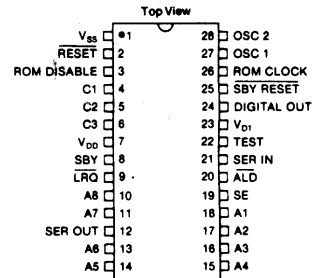 Top View
V_SS 1 28 OSC 2
RESET 2 27 OSC 1
ROM DISABLE 3 26 ROM CLOCK
C1 4 25 SBY RESET
C2 5 24 DIGITAL OUT
C3 6 23 V_D1
V_DD 7 22 TEST
SBY 8 21 SER IN
LRQ 9 20 ALD
A8 10 19 SE
A7 11 18 A1
SER OUT 12 17 A2
A6 13 16 A3
A5 14 15 A4